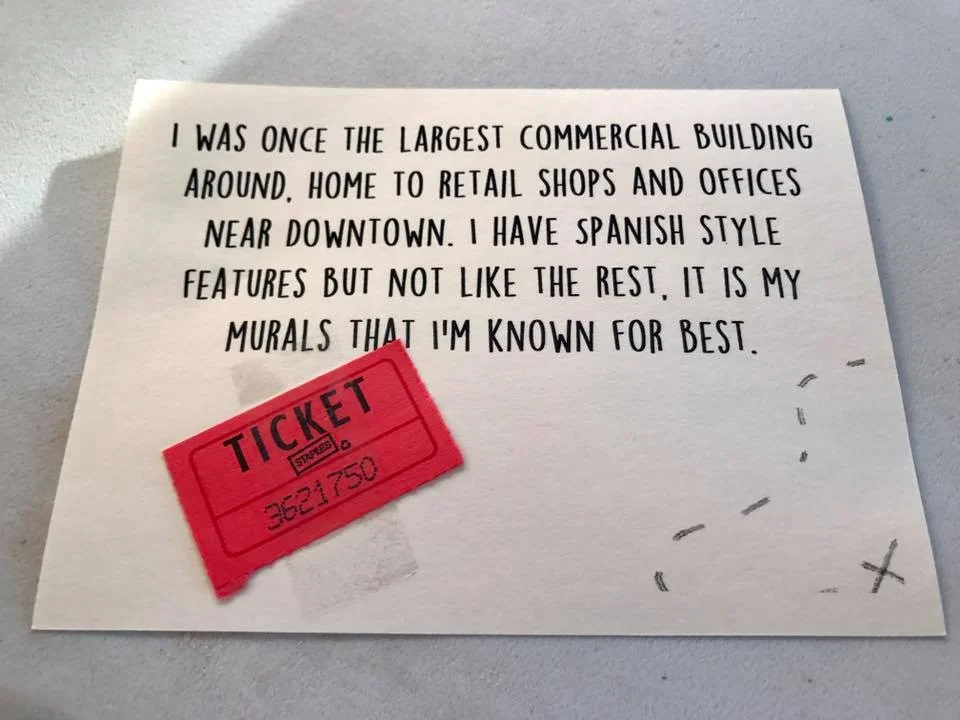 I WAS ONCE THE LARGEST COMMERCIAL BUILDING
AROUND, HOME TO RETAIL SHOPS AND OFFICES
NEAR DOWNTOWN. I HAVE SPANISH STYLE
FEATURES BUT NOT LIKE THE REST, IT IS MY
MURALS THAT I'M KNOWN FOR BEST.
TICKET
STAPLES
3621750
X